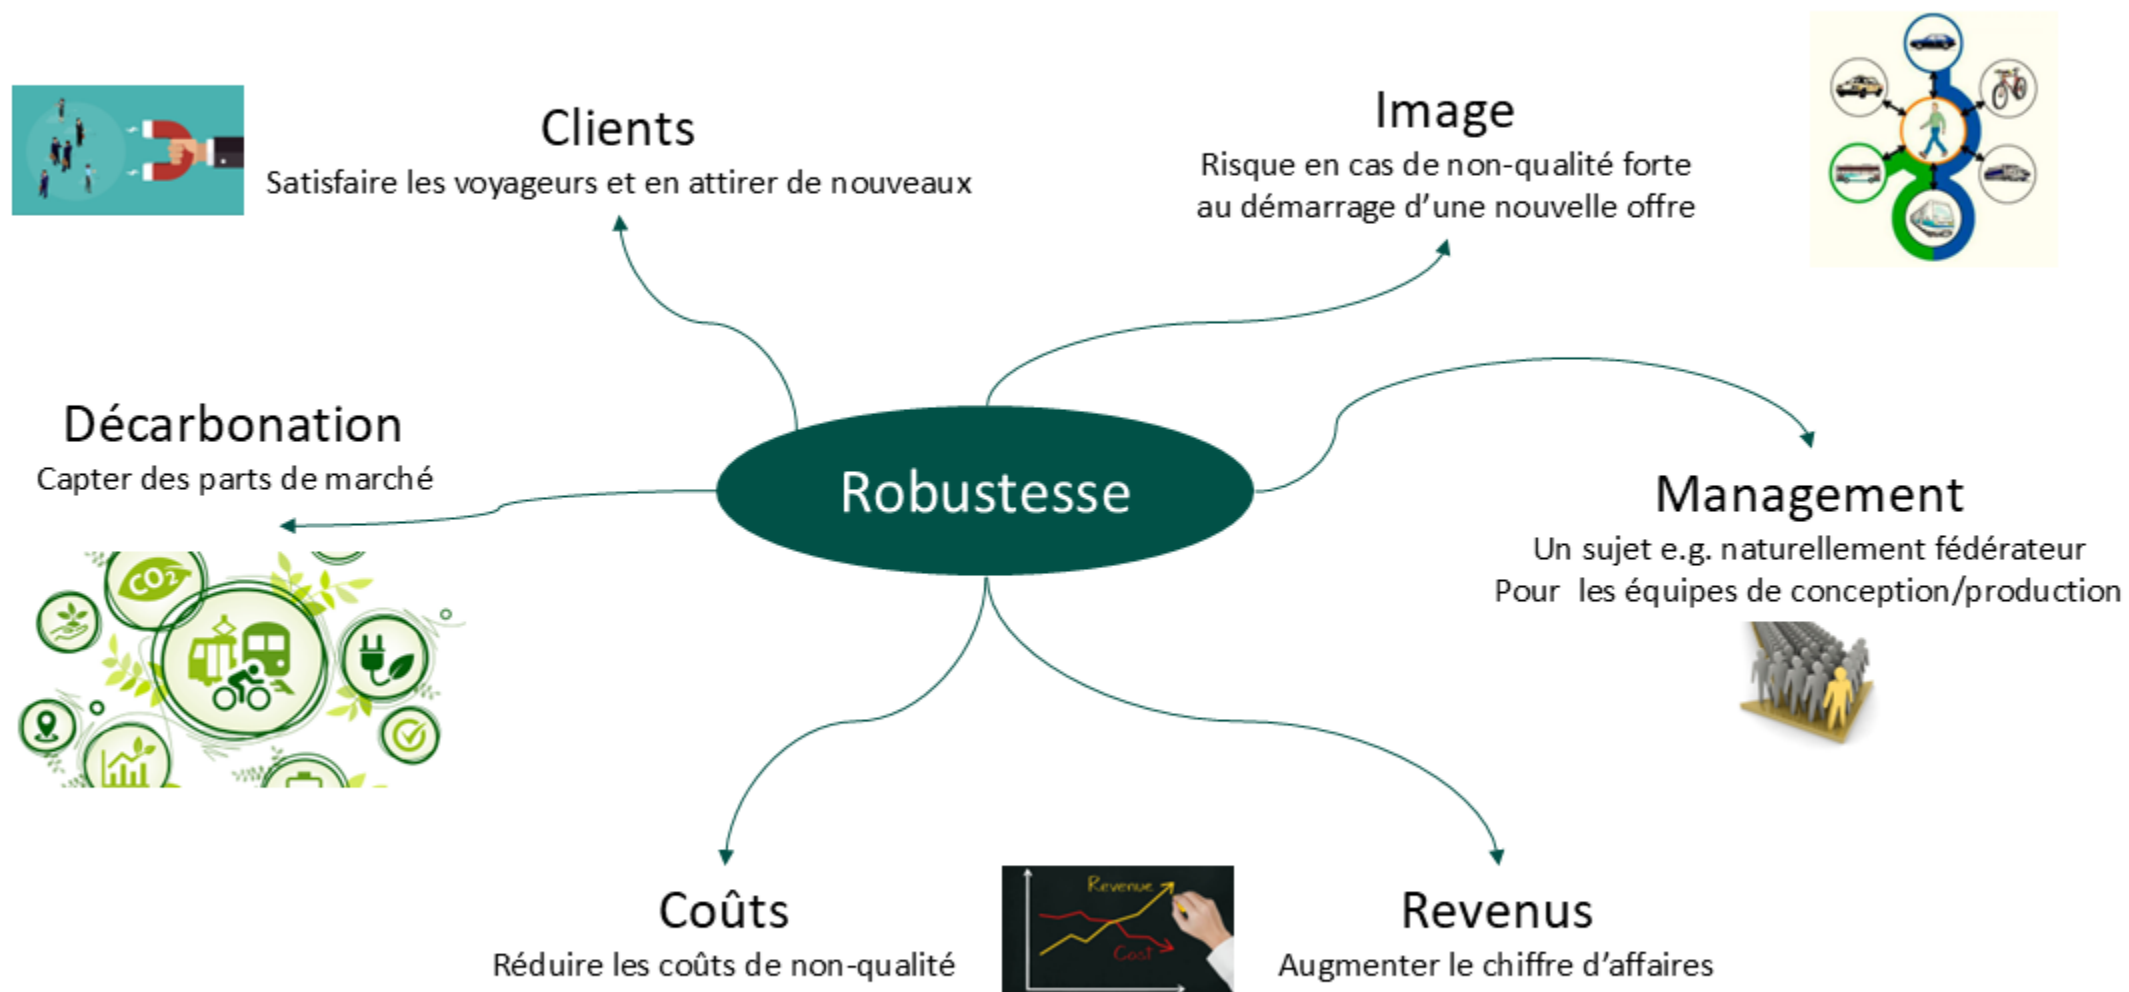 Clients
Satisfaire les voyageurs et en attirer de nouveaux
Image
Risque en cas de non-qualité forte
au démarrage d’une nouvelle offre
Décarbonation
Capter des parts de marché
Robustesse
Management
Un sujet e.g. naturellement fédérateur
Pour  les équipes de conception/production
CO2
Coûts
Réduire les coûts de non-qualité
Revenue
Cost
Revenus
Augmenter le chiffre d’affaires